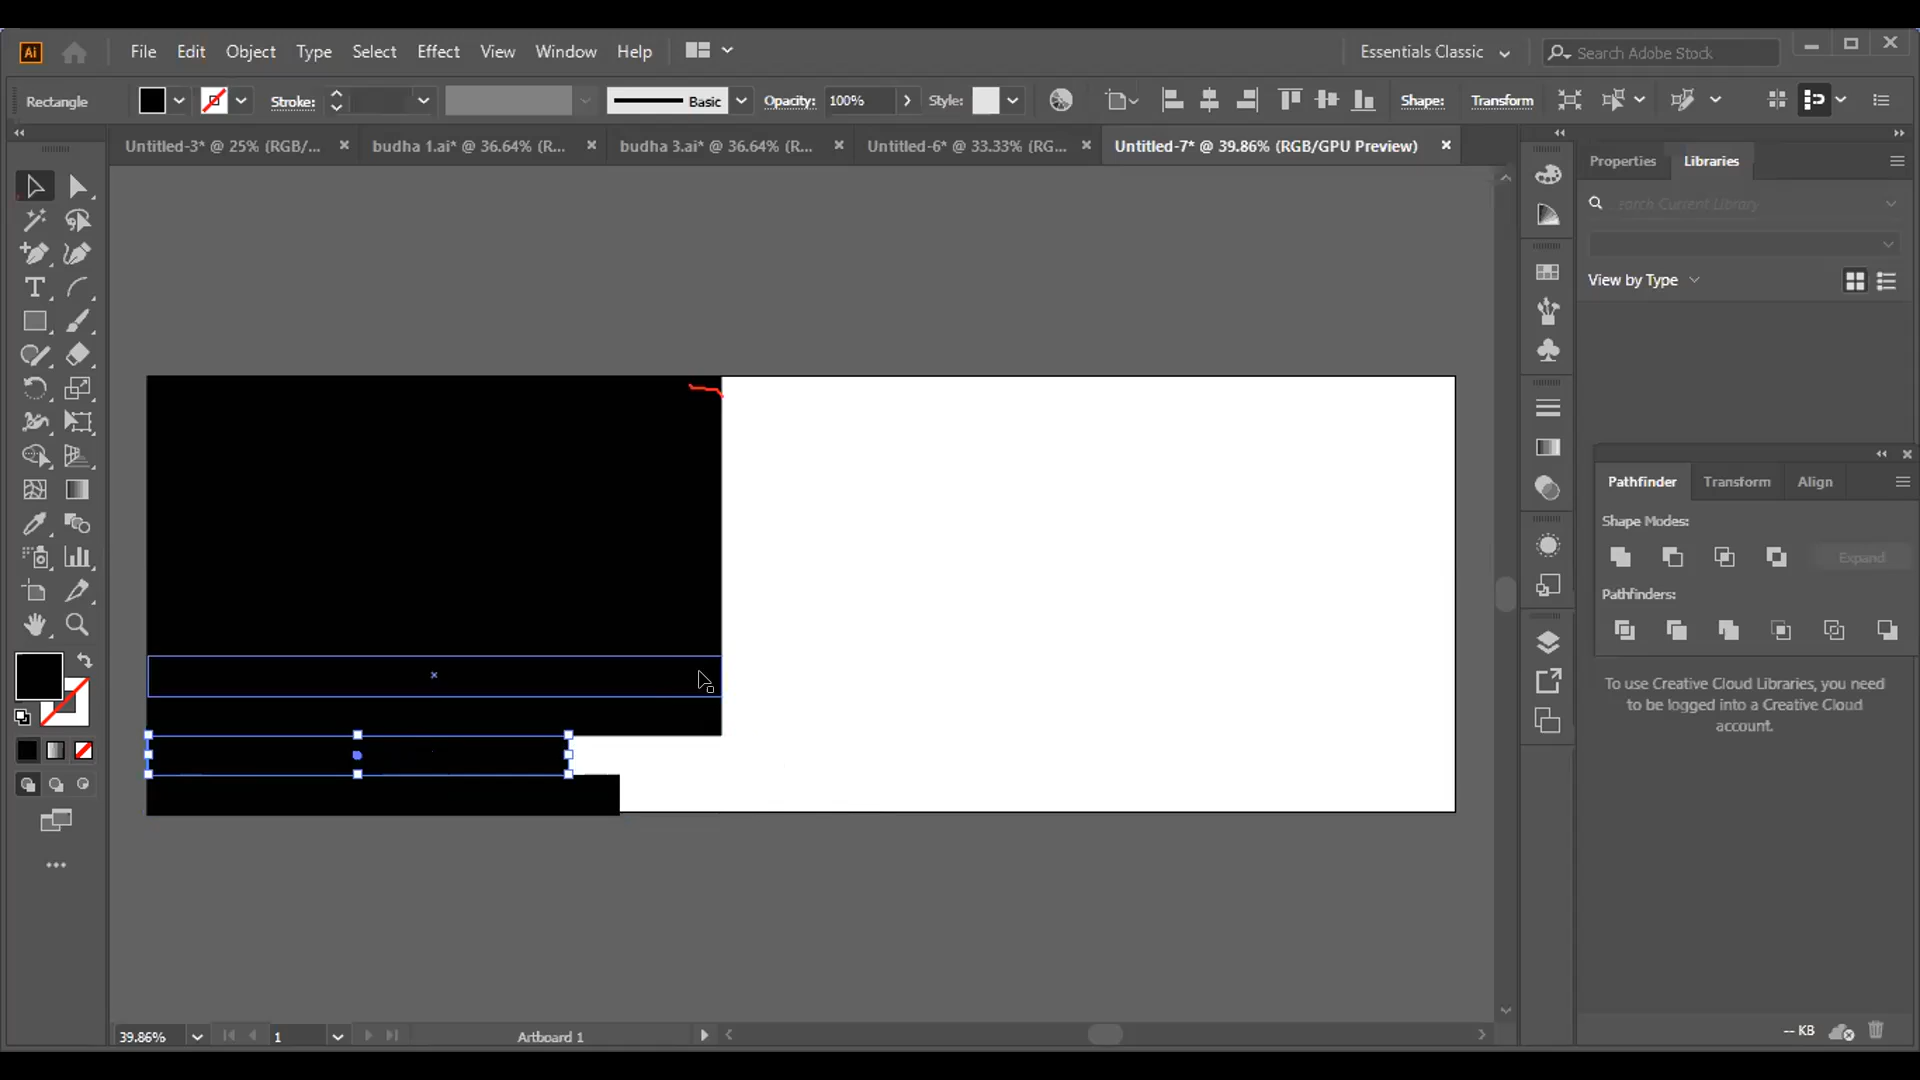 Ai File Edit Object Type Select Effect View Window Help Essentials Classic Search Adobe Stock
Rectangle Stroke: Basic Opacity: 100% Style: Shape: Transform
Untitled-3* @ 25% (RGB/... budha 1.ai* @ 36.64% (R... budha 3.ai* @ 36.64% (R... Untitled-6* @ 33.33% (RG... Untitled-7* @ 39.86% (RGB/GPU Preview)
Properties Libraries
earch Current Library
View by Type
Pathfinder Transform Align
Shape Modes:
Expand
Pathfinders:
To use Creative Cloud Libraries, you need
to be logged into a Creative Cloud
account.
-- KB
39.86% 1 Artboard 1